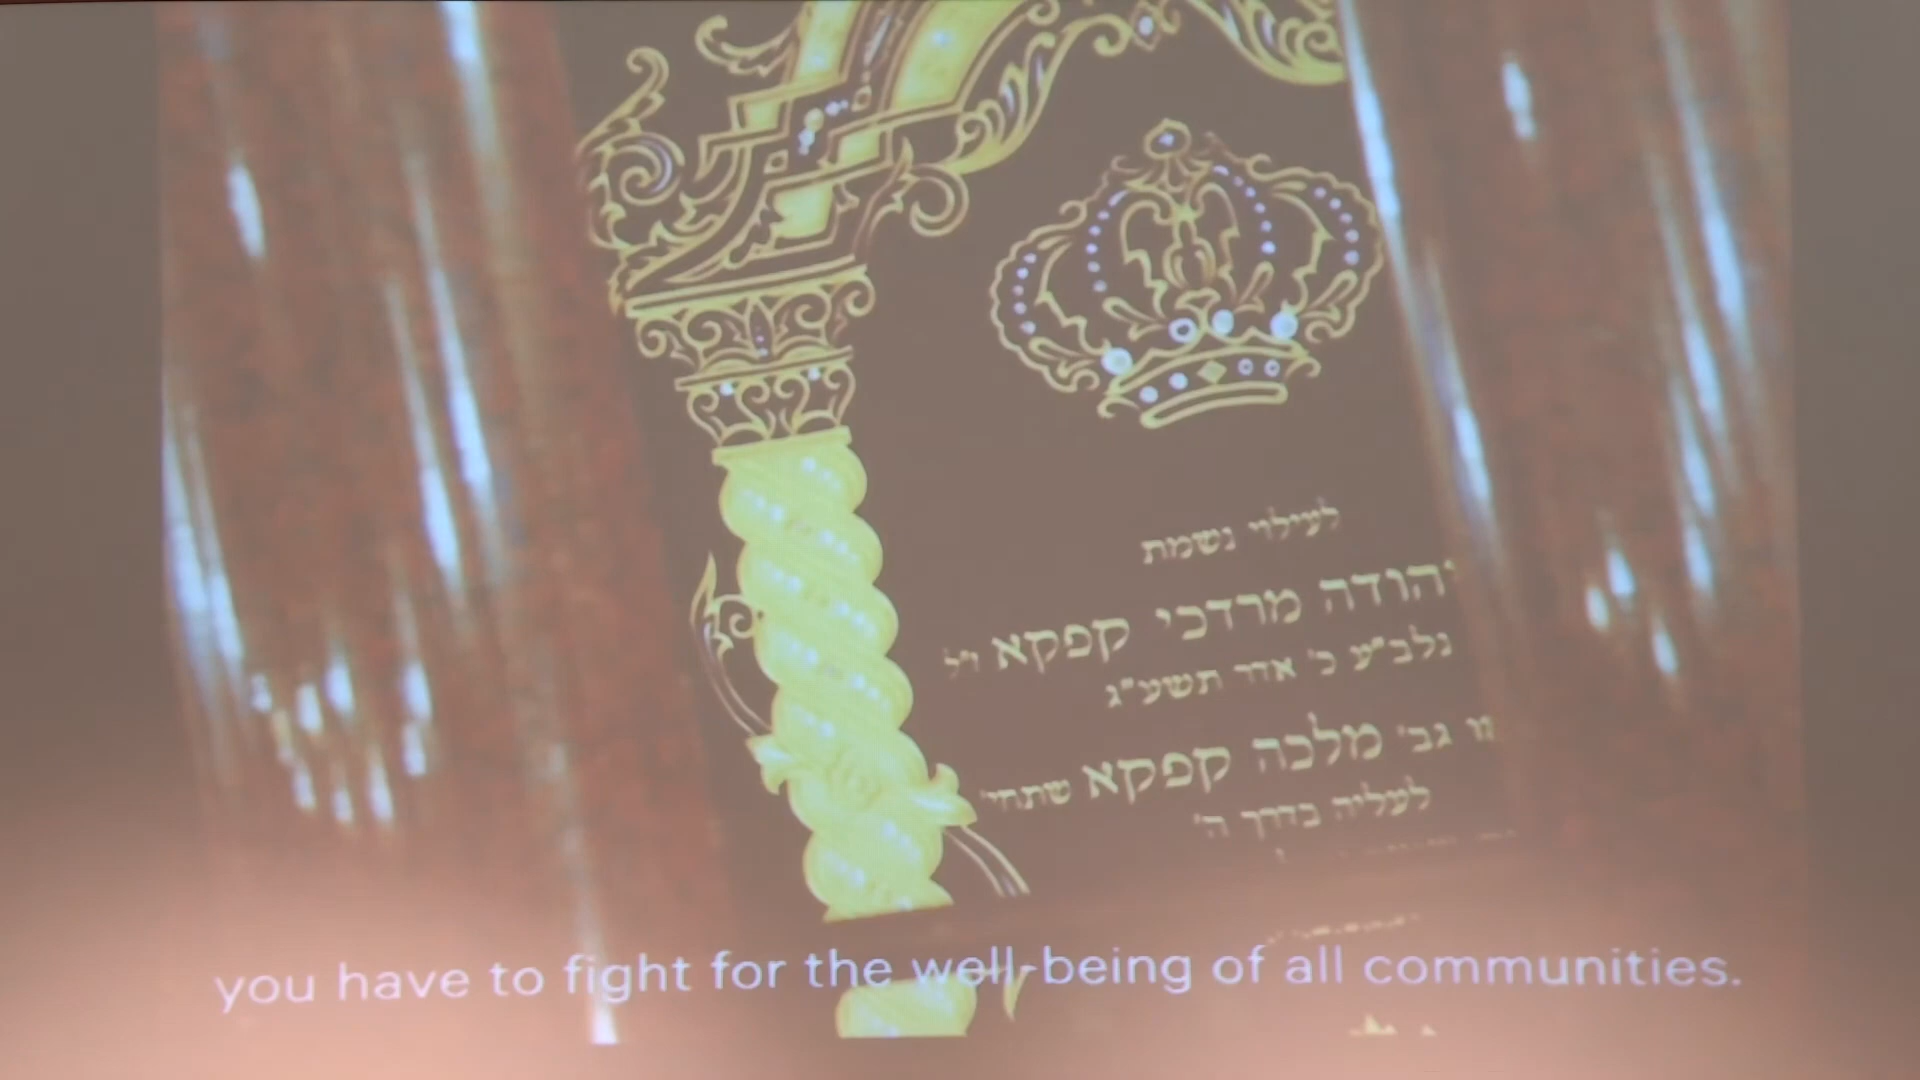 לעילוי נשמת
יהודה מרדכי קפקא ז״ל
נלב״ע כ׳ אדר תשע״ג
גב׳ מלכה קפקא שתחי׳
לעליה בדרך ה׳
you have to fight for the well-being of all communities.